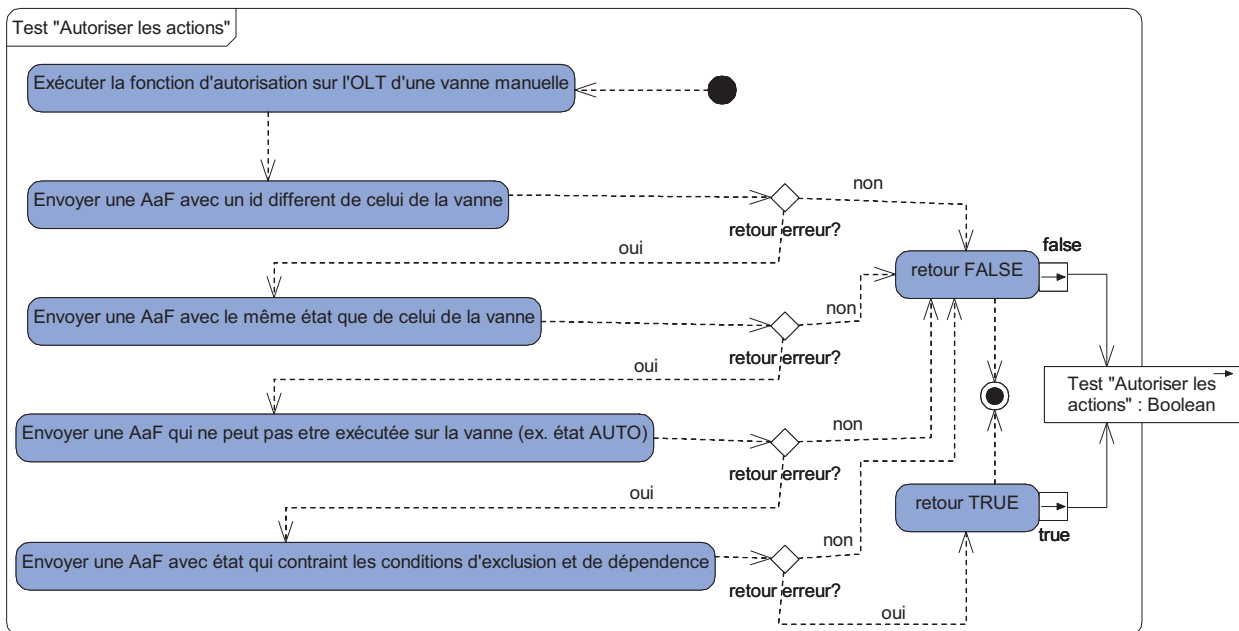 Test "Autoriser les actions"
Exécuter la fonction d'autorisation sur l'OLT d'une vanne manuelle
Envoyer une AaF avec un id different de celui de la vanne
non
retour erreur?
oui
false
retour FALSE
Envoyer une AaF avec le même état que de celui de la vanne
non
retour erreur?
oui
Test "Autoriser les
actions" : Boolean
Envoyer une AaF qui ne peut pas etre exécutée sur la vanne (ex. état AUTO)
non
retour erreur?
oui
retour TRUE
true
Envoyer une AaF avec état qui contraint les conditions d'exclusion et de dépendence
non
retour erreur?
oui